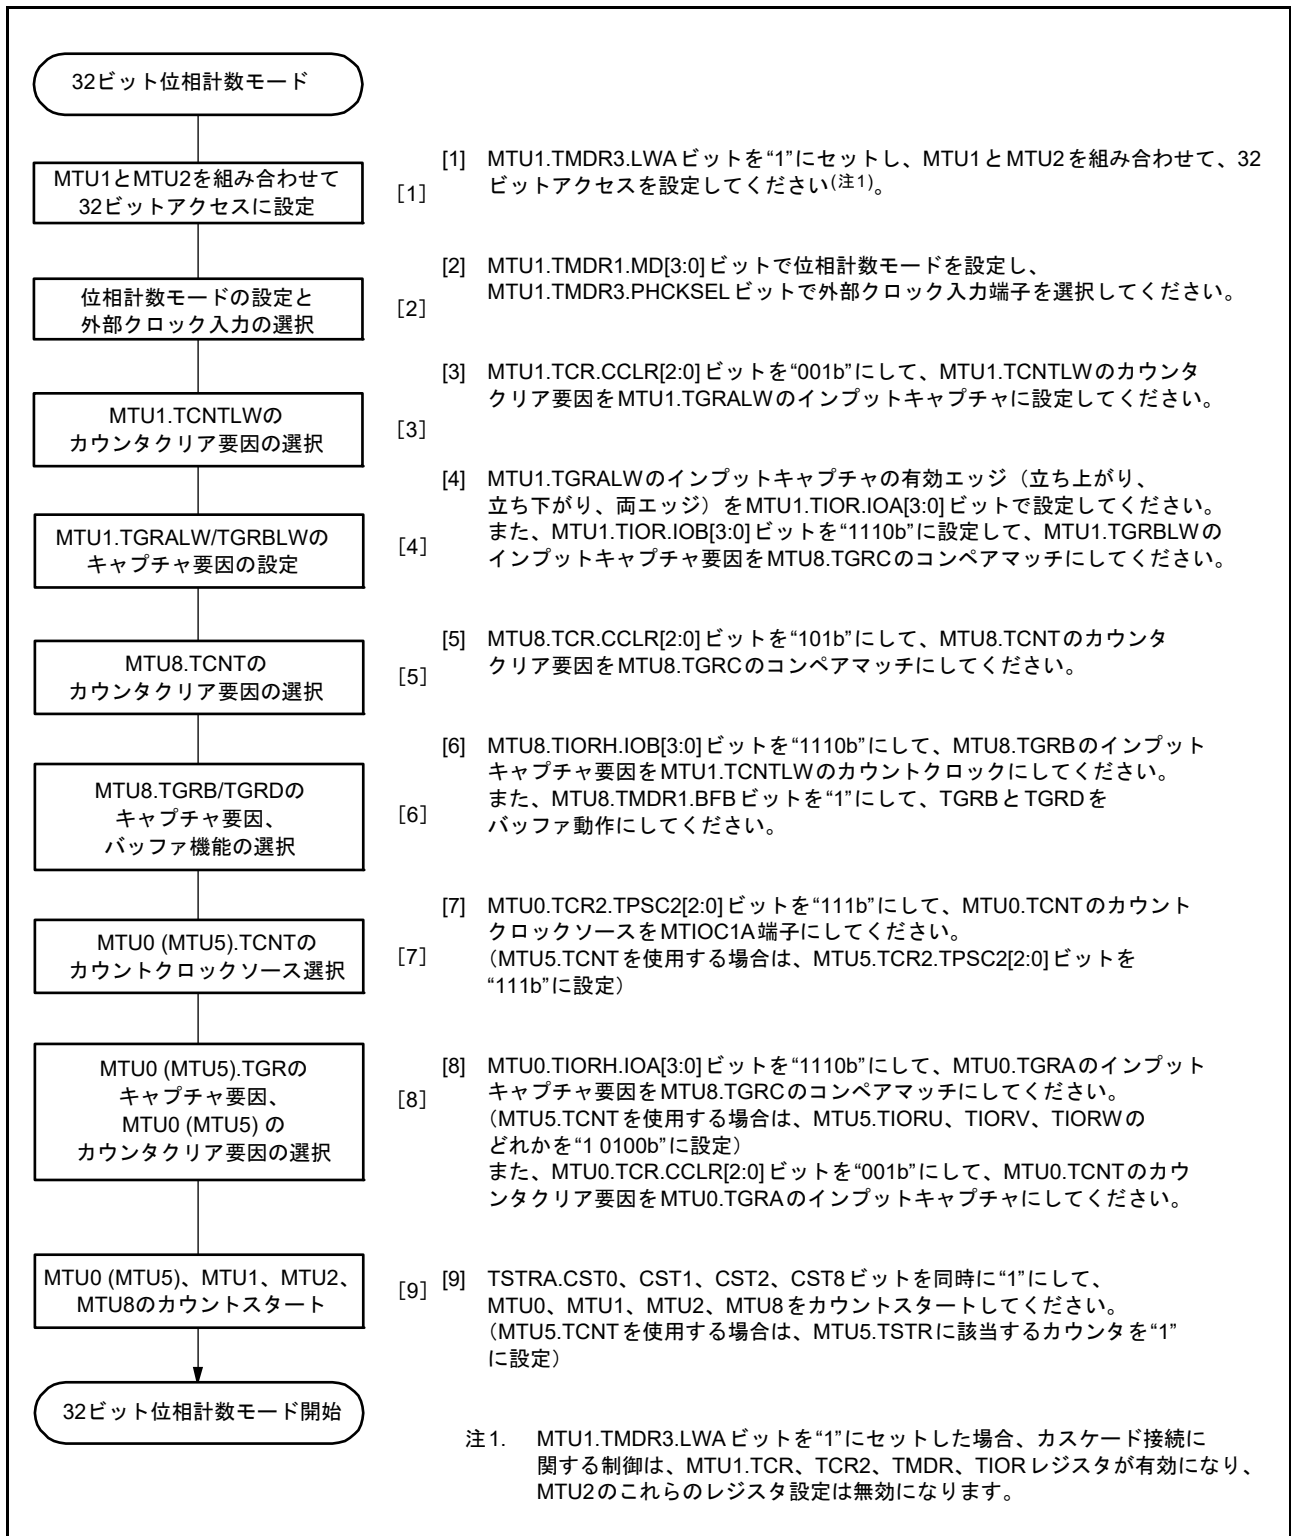 32ビット位相計数モード
MTU1とMTU2を組み合わせて
32ビットアクセスに設定
[1]
[1] MTU1.TMDR3.LWAビットを“1”にセットし、MTU1とMTU2を組み合わせて、32
ビットアクセスを設定してください(注1)。
位相計数モードの設定と
外部クロック入力の選択
[2]
[2] MTU1.TMDR1.MD[3:0]ビットで位相計数モードを設定し、
MTU1.TMDR3.PHCKSELビットで外部クロック入力端子を選択してください。
MTU1.TCNTLWの
カウンタクリア要因の選択
[3]
[3] MTU1.TCR.CCLR[2:0]ビットを“001b”にして、MTU1.TCNTLWのカウンタ
クリア要因をMTU1.TGRALWのインプットキャプチャに設定してください。
MTU1.TGRALW/TGRBLWの
キャプチャ要因の設定
[4]
[4] MTU1.TGRALWのインプットキャプチャの有効エッジ（立ち上がり、
立ち下がり、両エッジ）をMTU1.TIOR.IOA[3:0]ビットで設定してください。
また、MTU1.TIOR.IOB[3:0]ビットを“1110b”に設定して、MTU1.TGRBLWの
インプットキャプチャ要因をMTU8.TGRCのコンペアマッチにしてください。
MTU8.TCNTの
カウンタクリア要因の選択
[5]
[5] MTU8.TCR.CCLR[2:0]ビットを“101b”にして、MTU8.TCNTのカウンタ
クリア要因をMTU8.TGRCのコンペアマッチにしてください。
MTU8.TGRB/TGRDの
キャプチャ要因、
バッファ機能の選択
[6]
[6] MTU8.TIORH.IOB[3:0]ビットを“1110b”にして、MTU8.TGRBのインプット
キャプチャ要因をMTU1.TCNTLWのカウントクロックにしてください。
また、MTU8.TMDR1.BFBビットを“1”にして、TGRBとTGRDを
バッファ動作にしてください。
MTU0 (MTU5).TCNTの
カウントクロックソース選択
[7]
[7] MTU0.TCR2.TPSC2[2:0]ビットを“111b”にして、MTU0.TCNTのカウント
クロックソースをMTIOC1A端子にしてください。
（MTU5.TCNTを使用する場合は、MTU5.TCR2.TPSC2[2:0]ビットを
“111b”に設定）
MTU0 (MTU5).TGRの
キャプチャ要因、
MTU0 (MTU5) の
カウンタクリア要因の選択
[8]
[8] MTU0.TIORH.IOA[3:0]ビットを“1110b”にして、MTU0.TGRAのインプット
キャプチャ要因をMTU8.TGRCのコンペアマッチにしてください。
（MTU5.TCNTを使用する場合は、MTU5.TIORU、TIORV、TIORWの
どれかを“1 0100b”に設定）
また、MTU0.TCR.CCLR[2:0]ビットを“001b”にして、MTU0.TCNTのカウ
ンタクリア要因をMTU0.TGRAのインプットキャプチャにしてください。
MTU0 (MTU5)、MTU1、MTU2、
MTU8のカウントスタート
[9]
[9] TSTRA.CST0、CST1、CST2、CST8ビットを同時に“1”にして、
MTU0、MTU1、MTU2、MTU8をカウントスタートしてください。
（MTU5.TCNTを使用する場合は、MTU5.TSTRに該当するカウンタを“1”
に設定）
32ビット位相計数モード開始
注1. MTU1.TMDR3.LWAビットを“1”にセットした場合、カスケード接続に
関する制御は、MTU1.TCR、TCR2、TMDR、TIORレジスタが有効になり、
MTU2のこれらのレジスタ設定は無効になります。